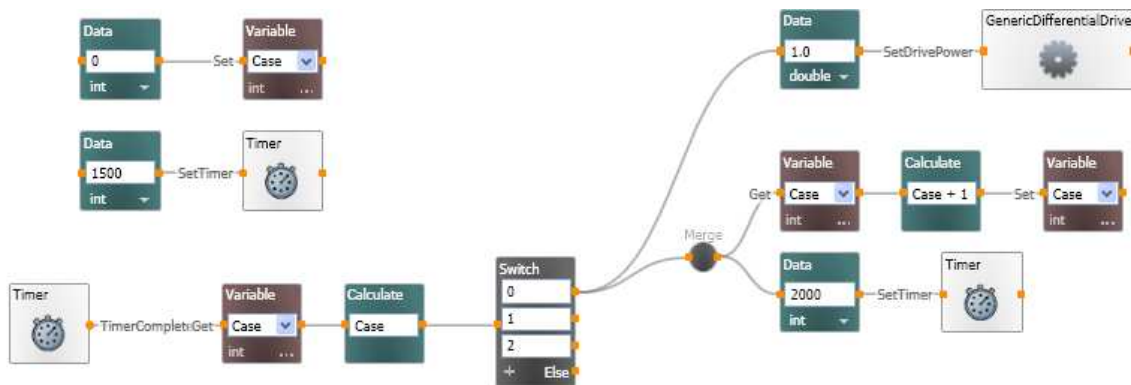 Data
0
int
Set
Variable
Case
int ...
Data
1500
int
SetTimer
Timer
Timer
TimerComplet
Get
Variable
Case
int ...
Calculate
Case
Switch
0
1
2
Else
Data
1.0
double
SetDrivePower
GenericDifferentialDrive
Merge
Get
Variable
Case
int ...
Calculate
Case + 1
Set
Variable
Case
int ...
Data
2000
int
SetTimer
Timer